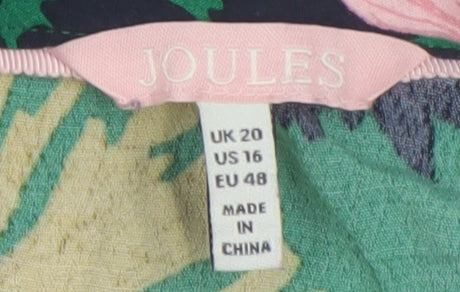 JOULES
UK 20
US 16
EU 48
MADE
IN
CHINA